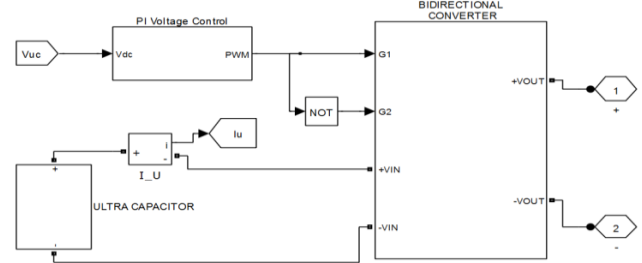 BIDIRECTIONAL
CONVERTER
PI Voltage Control
Vuc
Vdc
PWM
G1
+VOUT
1
+
NOT
G2
Iu
i
+
-
I_U
+VIN
+
ULTRA CAPACITOR
-
-VIN
-VOUT
2
-